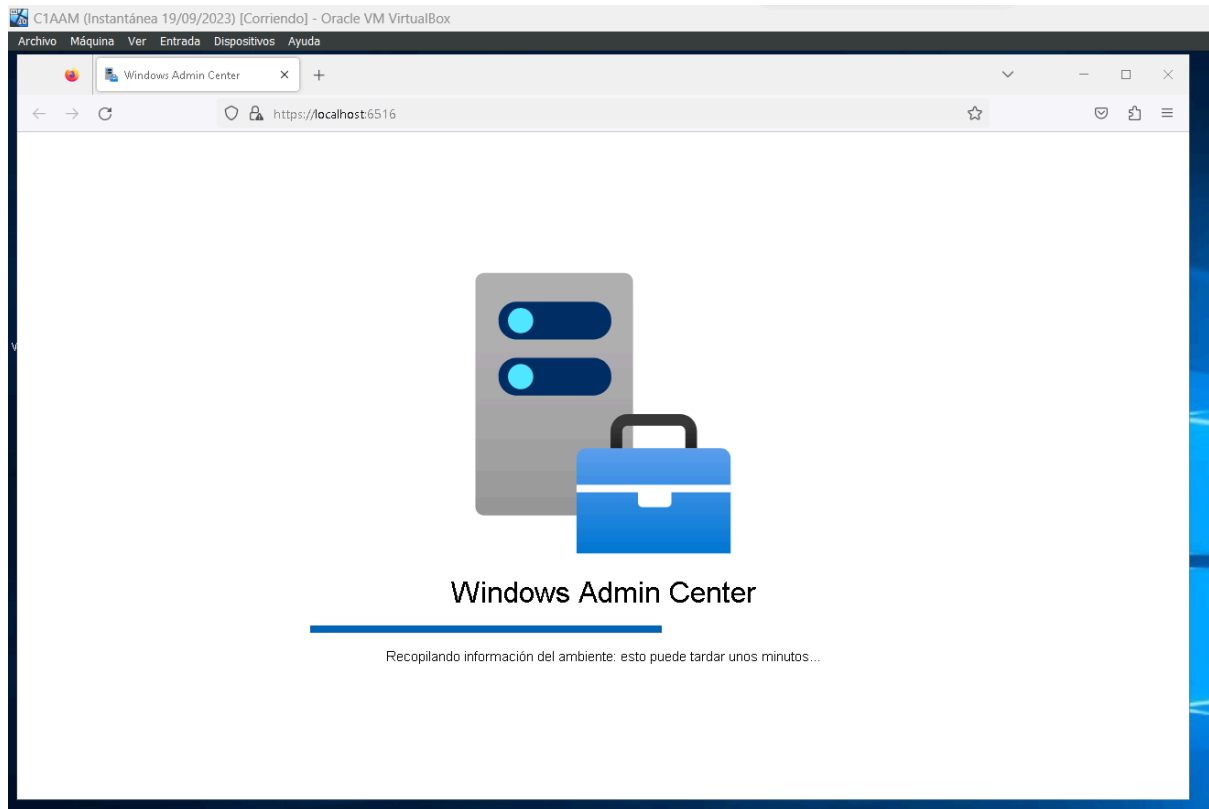 C1AAM (Instantánea 19/09/2023) [Corriendo] - Oracle VM VirtualBox
Archivo Máquina Ver Entrada Dispositivos Ayuda
Windows Admin Center
https://localhost:6516
Windows Admin Center
Recopilando información del ambiente: esto puede tardar unos minutos...